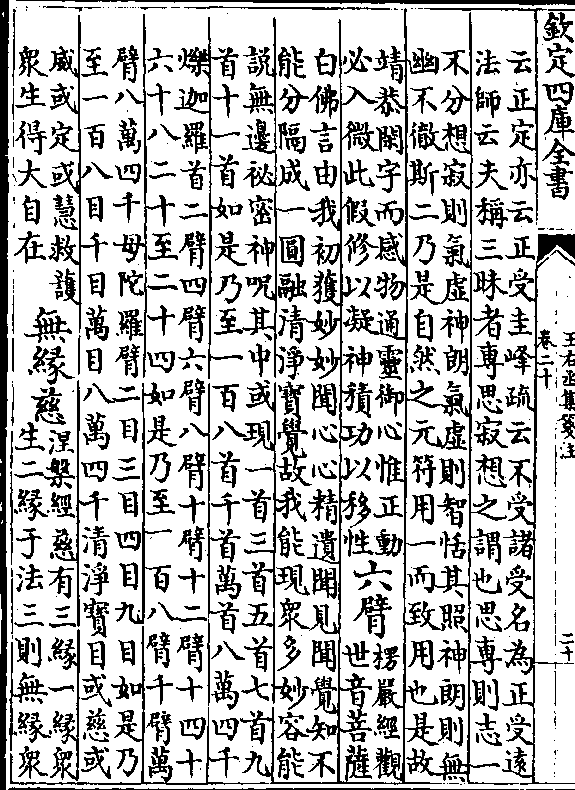 欽定四庫全書
王右丞集箋注
卷二十
二十
云正定亦云正受圭峰疏云不受諸受名為正受遠
法師云夫稱三昧者專思寂想之謂也思專則志一
不分想寂則氣虛神朗氣虛則智恬其照神朗則無
幽不徹斯二乃是自然之元符用一而致用也是故
靖恭閑宇而感物通靈御心惟正動
必入微此假修以凝神積功以移性
六臂
楞嚴經觀
世音菩薩
白佛言由我初獲妙妙聞心心精遺聞見聞覺知不
能分隔成一圓融清淨寶覺故我能現衆多妙容能
說無邊祕密神呪其中或現一首三首五首七首九
首十一首如是乃至一百八首千首萬首八萬四千
爍迦羅首二臂四臂六臂八臂十臂十二臂十四十
六十八二十至二十四如是乃至一百八臂千臂萬
臂八萬四千母陀羅臂二目三目四目九目如是乃
至一百八目千目萬目八萬四千清淨寶目或慈或
威或定或慧救護
衆生得大自在
無緣慈
涅槃經慈有三緣一緣衆
生二緣于法三則無緣衆